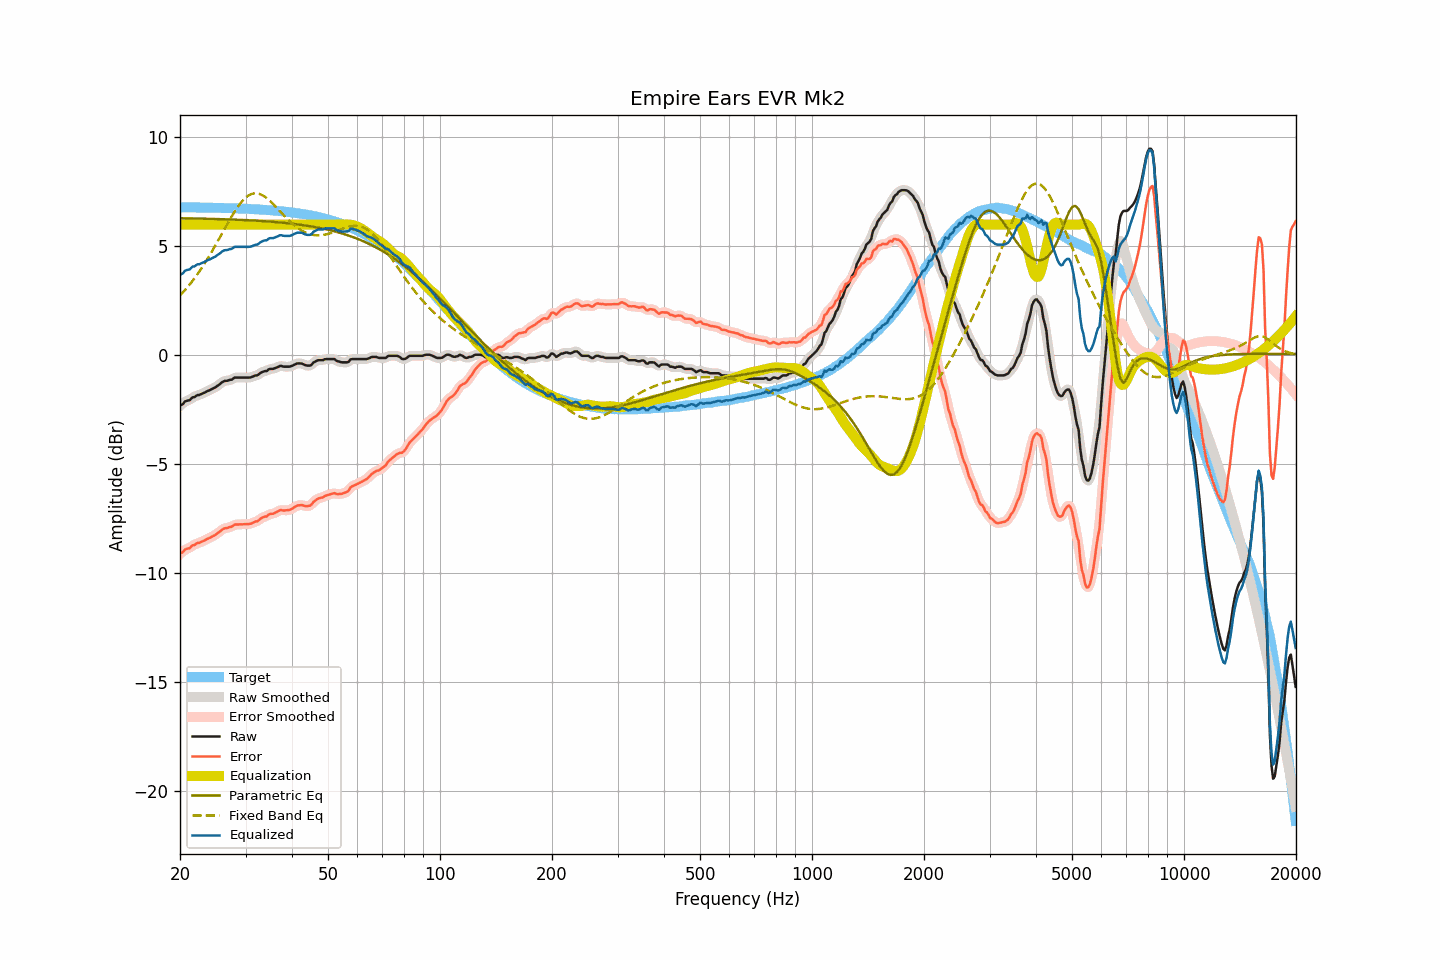 Empire Ears EVR Mk2
10
5
0
−5
−10
−15
−20
Amplitude (dBr)
Target
Raw Smoothed
Error Smoothed
Raw
Error
Equalization
Parametric Eq
Fixed Band Eq
Equalized
20 50 100 200 500 1000 2000 5000 10000 20000
Frequency (Hz)